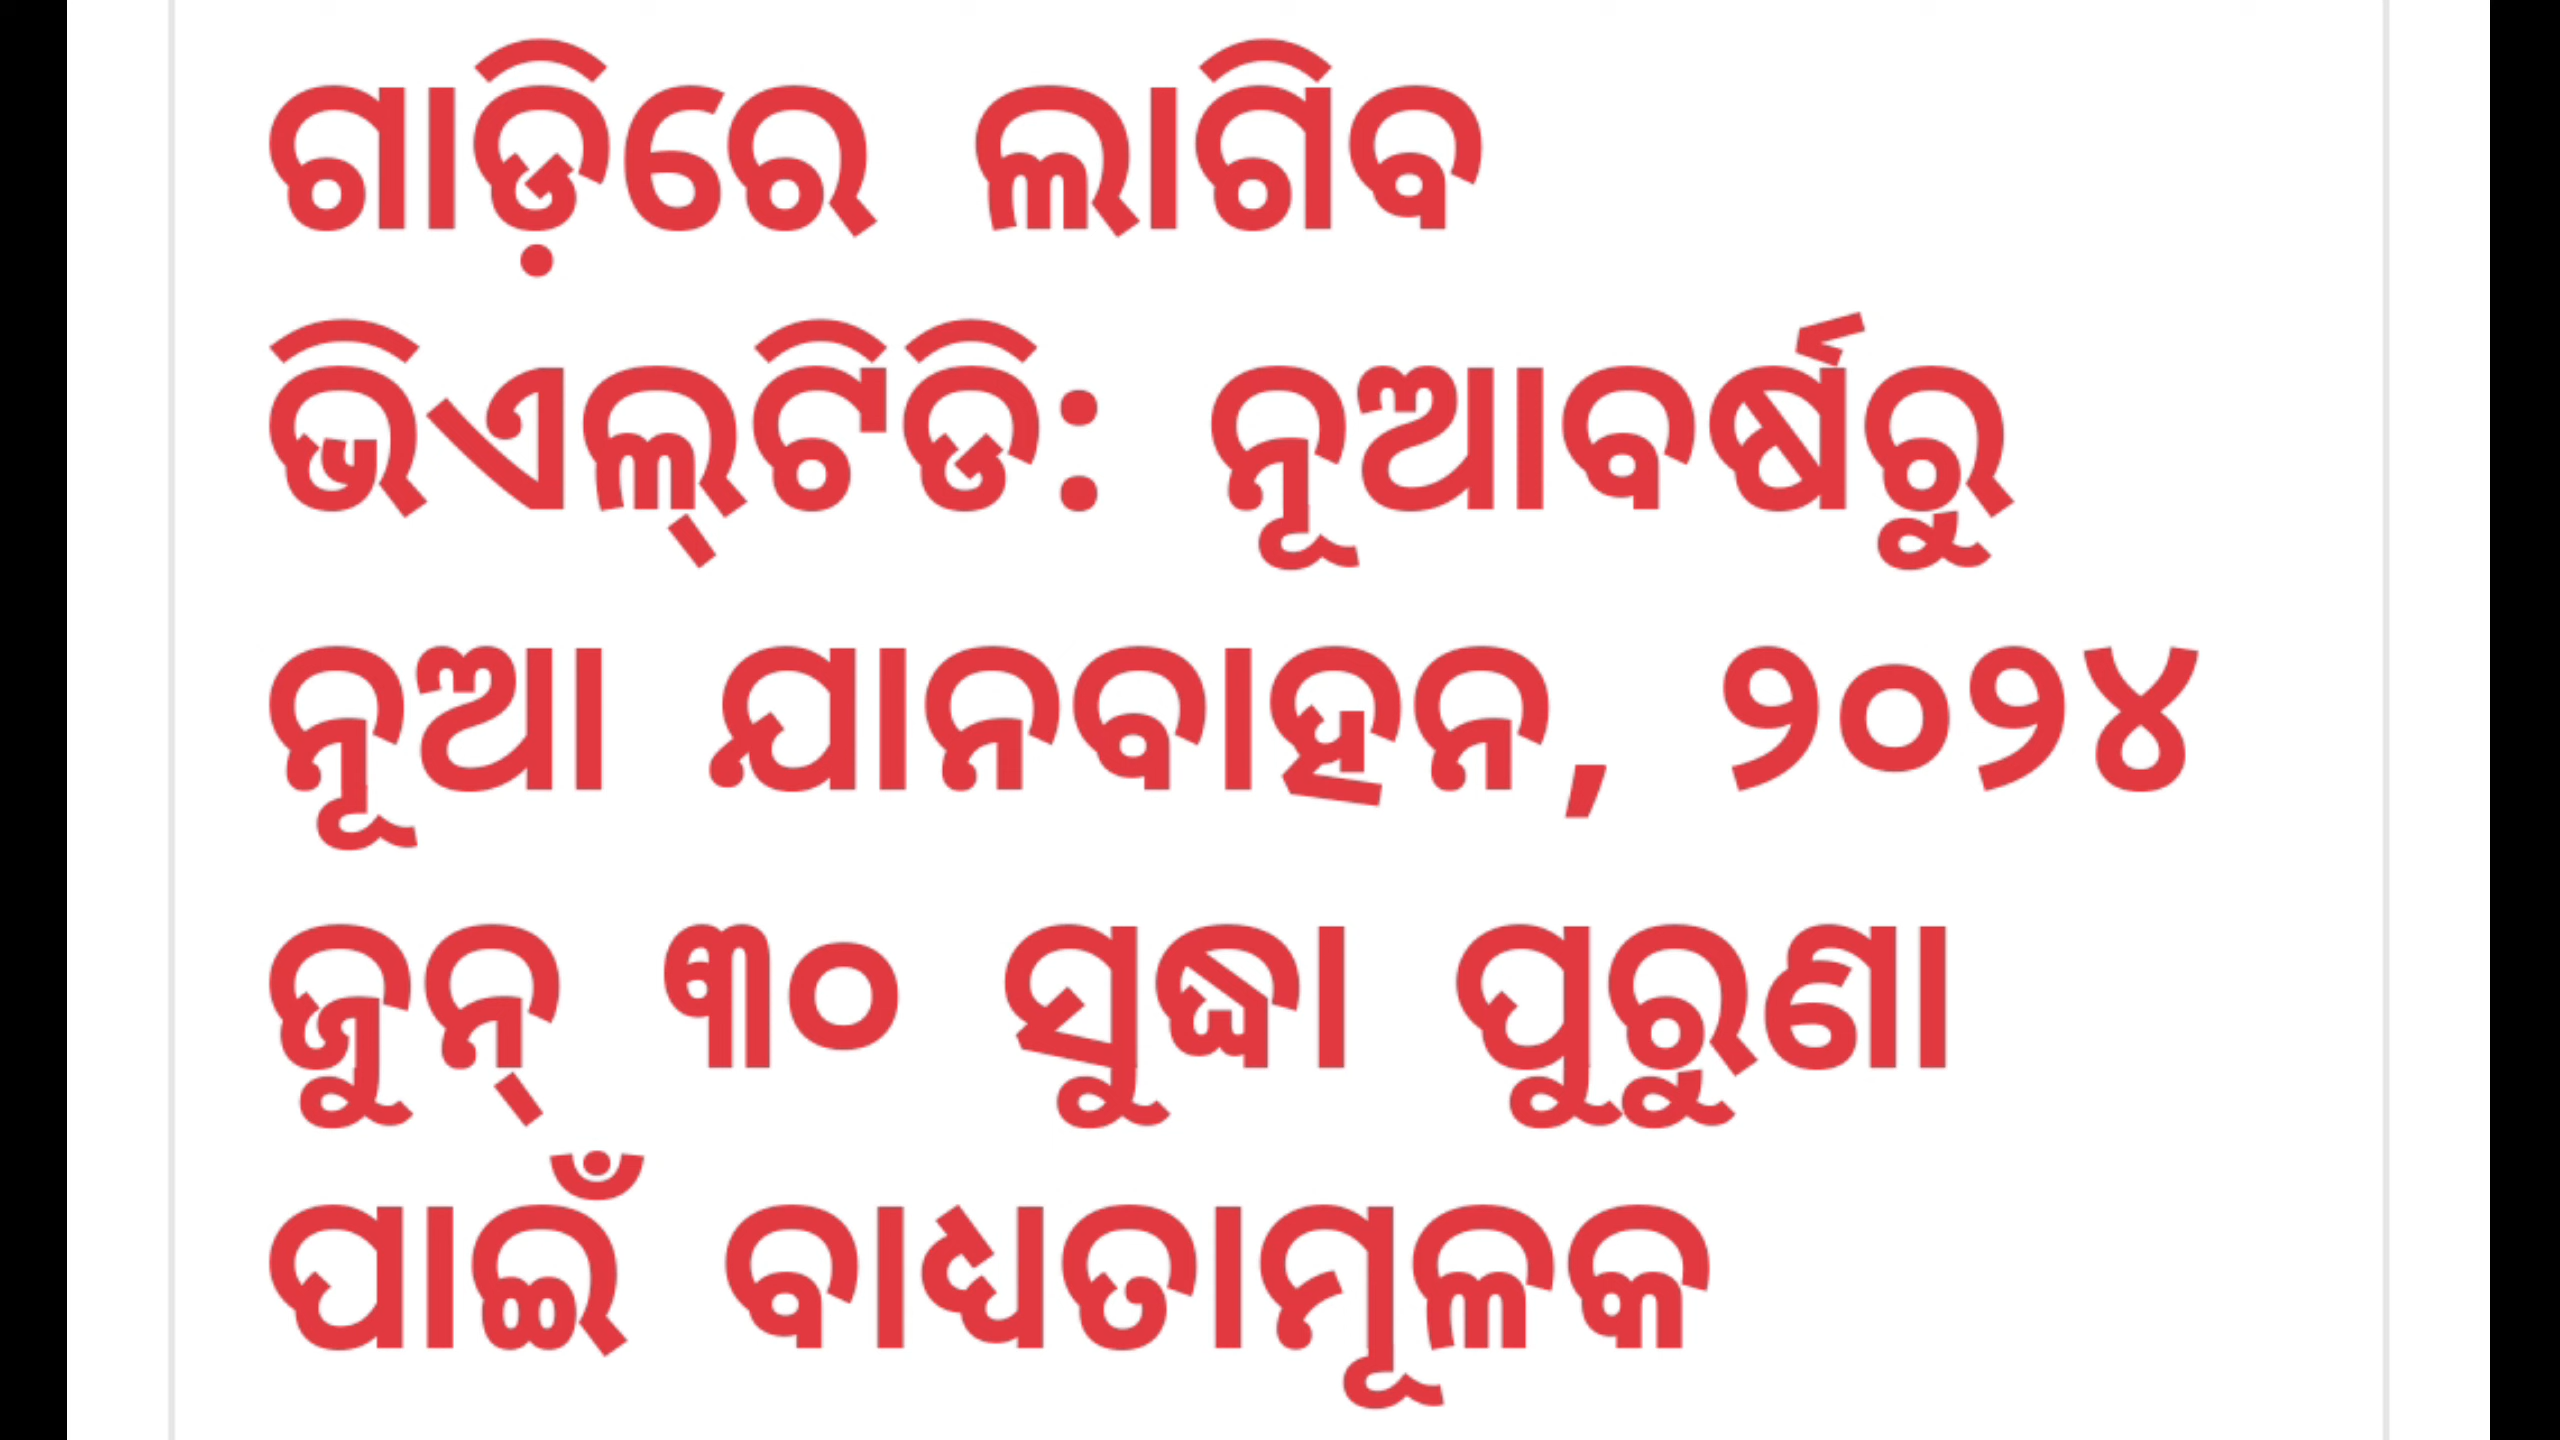 ଗାଡ଼ିରେ ଲାଗିବ
ଭିଏଲ୍‌ଟିଡି: ନୂଆବର୍ଷରୁ
ନୂଆ ଯାନବାହନ, ୨୦୨୪
ଜୁନ୍ ୩୦ ସୁଦ୍ଧା ପୁରୁଣା
ପାଇଁ ବାଧ୍ୟତାମୂଳକ